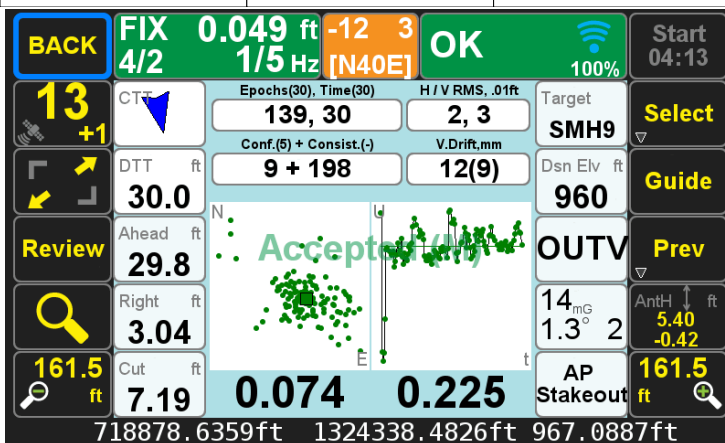 BACK
FIX 0.049 ft
4/2 1/5 Hz
-12 3
[N40E]
OK
100%
Start
04:13
13
+1
CTT
Epochs(30), Time(30)
139, 30
H / V RMS, .01ft
2, 3
Target
SMH9
Select
DTT ft
30.0
Conf.(5) + Consist.(-)
9 + 198
V.Drift,mm
12(9)
Dsn Elv ft
960
Guide
Review
Ahead ft
29.8
N
U
Accepted (M)
E
t
OUTV
Prev
Right ft
3.04
14mG
1.3° 2
AntH ft
5.40
-0.42
161.5
ft
Cut ft
7.19
0.074 0.225
AP
Stakeout
161.5
ft
718878.6359ft 1324338.4826ft 967.0887ft